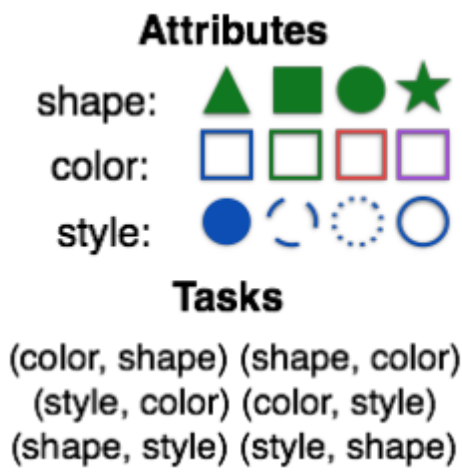 Attributes
shape:
color:
style:
Tasks
(color, shape) (shape, color)
(style, color) (color, style)
(shape, style) (style, shape)